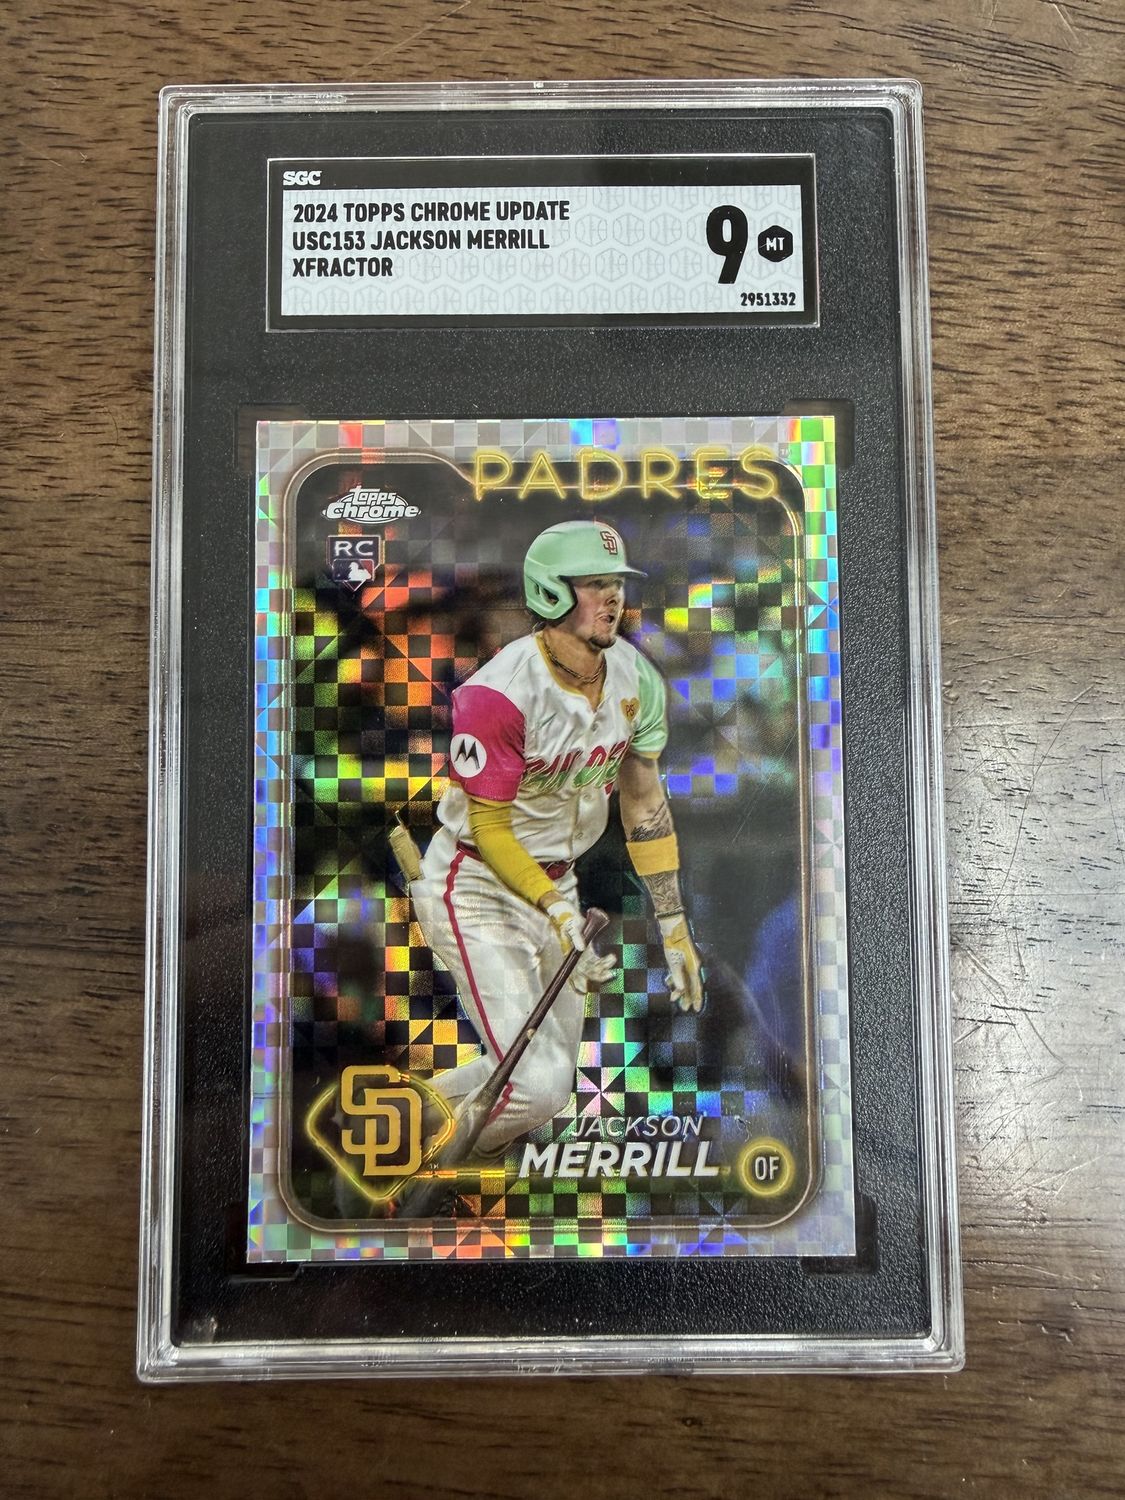 SGC
2024 TOPPS CHROME UPDATE
USC153 JACKSON MERRILL
XFRACTOR
9 MT
2951332
PADRES
TOPPS
Chrome
RC
SD
SD
JACKSON
MERRILL
OF